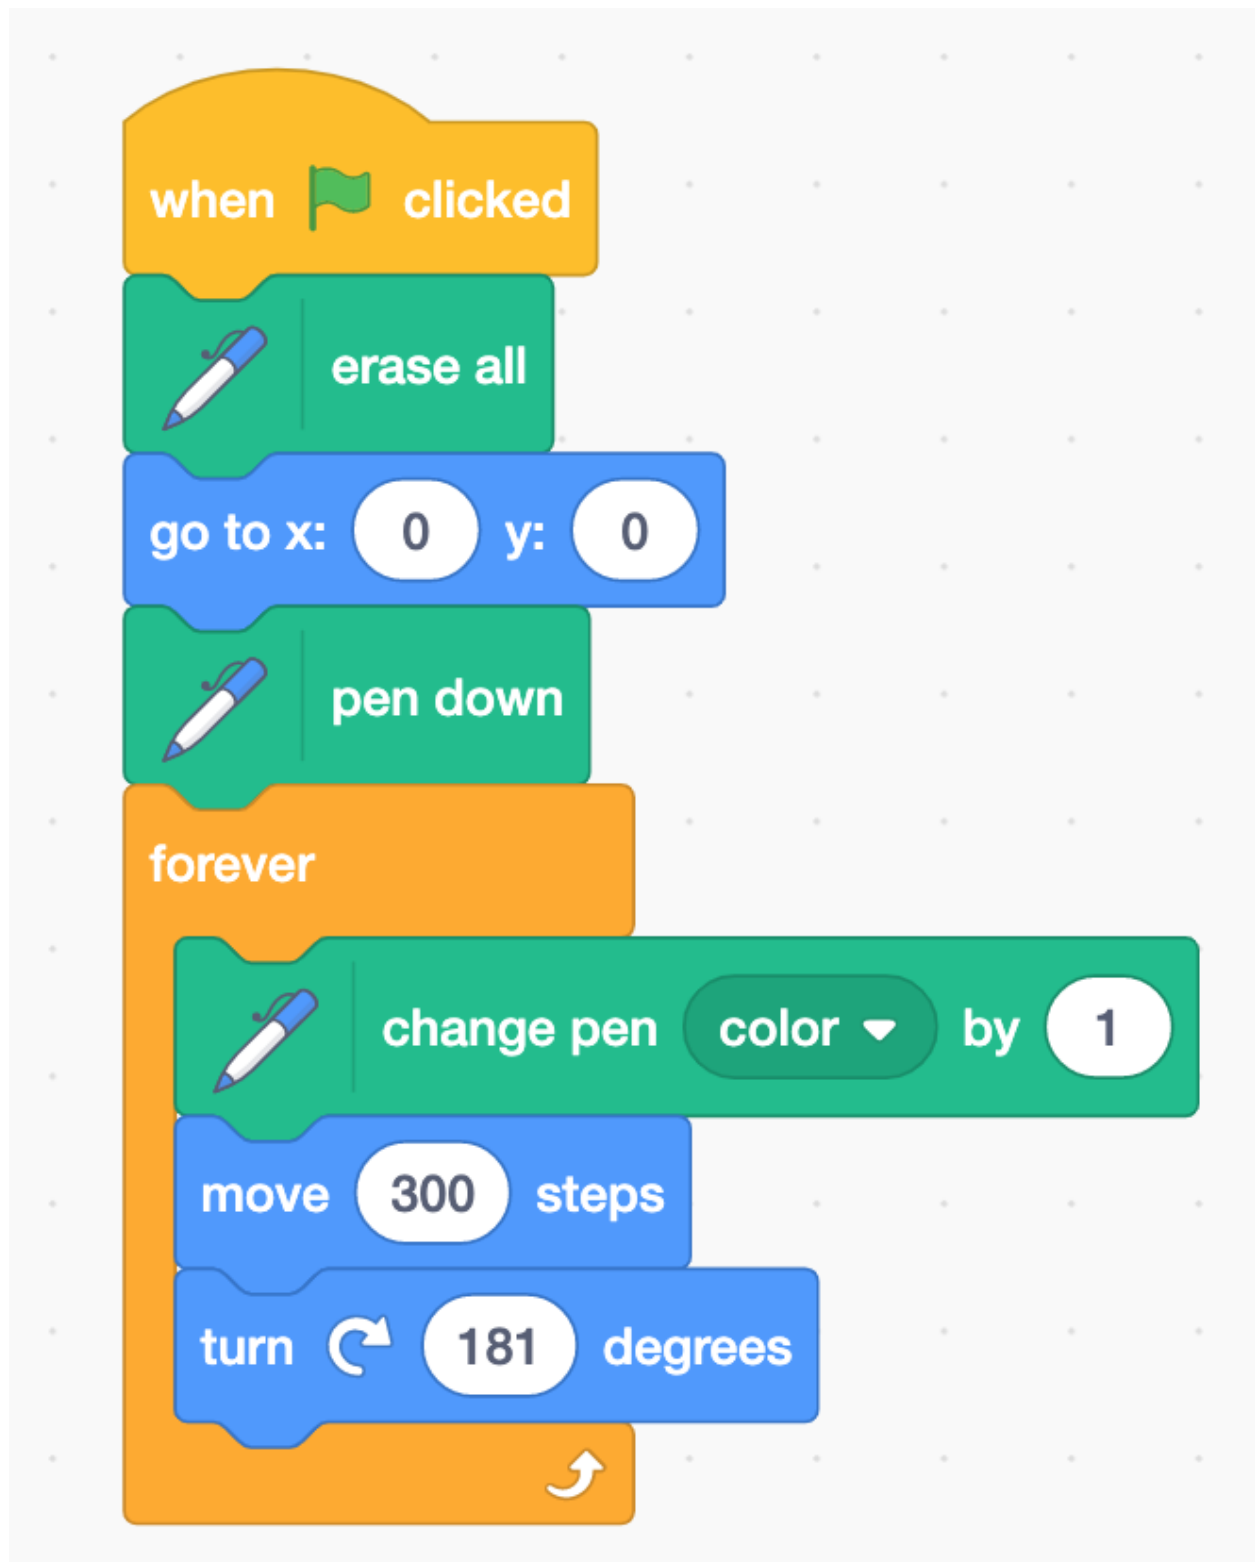 when clicked
erase all
go to x: 0 y: 0
pen down
forever
change pen color by 1
move 300 steps
turn 181 degrees